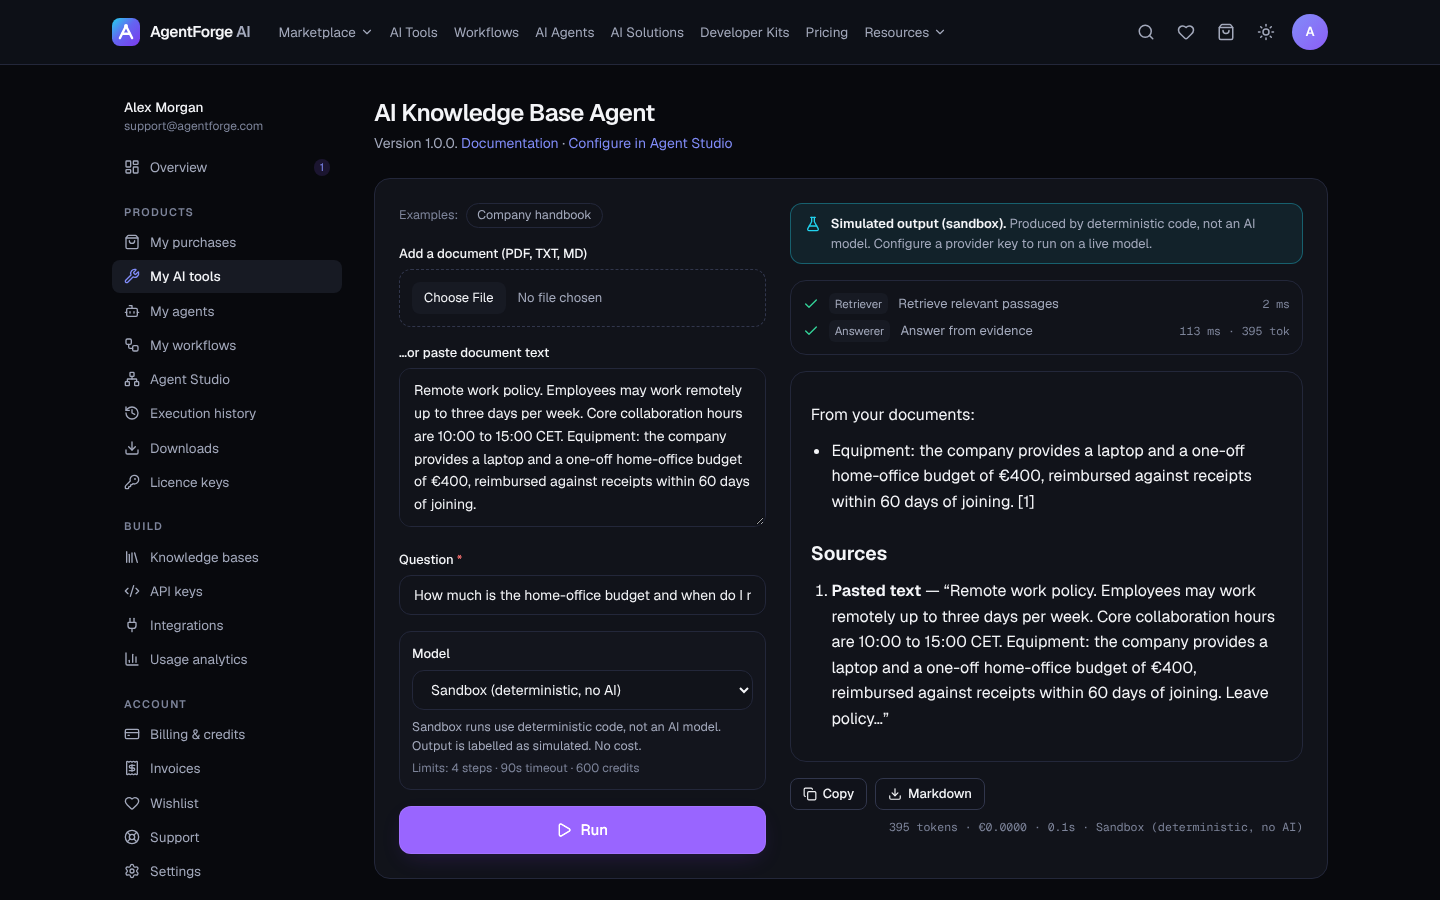 AgentForge AI
Marketplace
AI Tools
Workflows
AI Agents
AI Solutions
Developer Kits
Pricing
Resources
A
Alex Morgan
support@agentforge.com
Overview
1
PRODUCTS
My purchases
My AI tools
My agents
My workflows
Agent Studio
Execution history
Downloads
Licence keys
BUILD
Knowledge bases
API keys
Integrations
Usage analytics
ACCOUNT
Billing & credits
Invoices
Wishlist
Support
Settings
AI Knowledge Base Agent
Version 1.0.0. Documentation · Configure in Agent Studio
Examples: Company handbook
Add a document (PDF, TXT, MD)
Choose File No file chosen
...or paste document text
Remote work policy. Employees may work remotely
up to three days per week. Core collaboration hours
are 10:00 to 15:00 CET. Equipment: the company
provides a laptop and a one-off home-office budget
of €400, reimbursed against receipts within 60 days
of joining.
Question *
How much is the home-office budget and when do I r
Model
Sandbox (deterministic, no AI)
Sandbox runs use deterministic code, not an AI model.
Output is labelled as simulated. No cost.
Limits: 4 steps · 90s timeout · 600 credits
Run
Simulated output (sandbox). Produced by deterministic code, not an AI
model. Configure a provider key to run on a live model.
Retriever Retrieve relevant passages 2 ms
Answerer Answer from evidence 113 ms · 395 tok
From your documents:
• Equipment: the company provides a laptop and a one-off
home-office budget of €400, reimbursed against receipts
within 60 days of joining. [1]
Sources
1. Pasted text — “Remote work policy. Employees may work
remotely up to three days per week. Core collaboration hours
are 10:00 to 15:00 CET. Equipment: the company provides a
laptop and a one-off home-office budget of €400,
reimbursed against receipts within 60 days of joining. Leave
policy…”
Copy
Markdown
395 tokens · €0.0000 · 0.1s · Sandbox (deterministic, no AI)